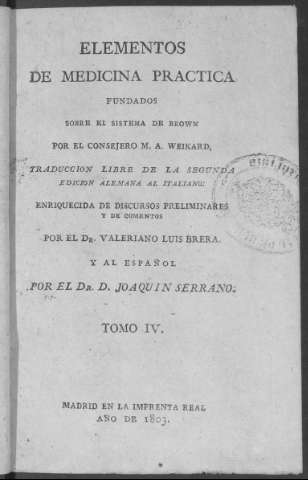 ELEMENTOS
DE MEDICINA PRACTICA
FUNDADOS
SOBRE EL SISTEMA DE BROWN
POR EL CONSEJERO M. A. WEIKARD,
TRADUCCION LIBRE DE LA SEGUNDA
EDICION ALEMANA AL ITALIANO
ENRIQUECIDA DE DISCURSOS PRELIMINARES
Y DE COMENTOS
POR EL DR. VALERIANO LUIS BRERA.
Y AL ESPAÑOL
POR EL DR. D. JOAQUIN SERRANO.
TOMO IV.
MADRID EN LA IMPRENTA REAL
AÑO DE 1803.